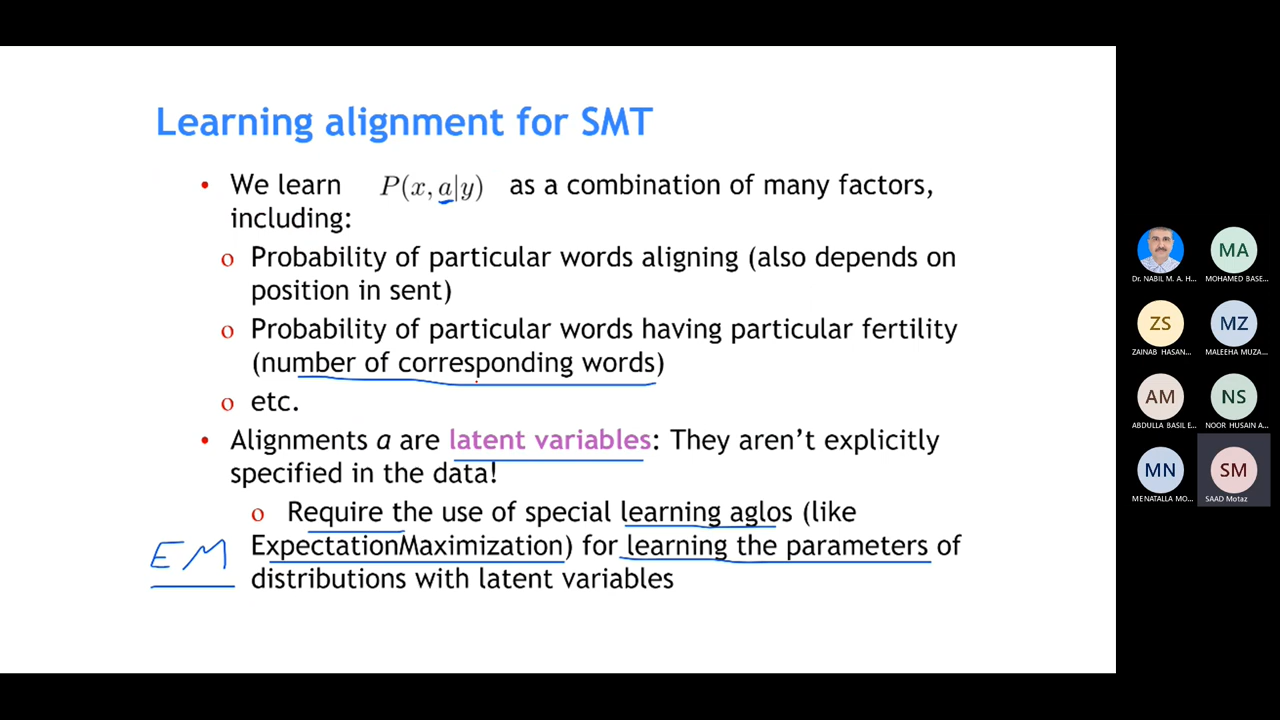 Learning alignment for SMT
• We learn P(x, a|y) as a combination of many factors,
including:
o Probability of particular words aligning (also depends on
position in sent)
o Probability of particular words having particular fertility
(number of corresponding words)
o etc.
• Alignments a are latent variables: They aren't explicitly
specified in the data!
o Require the use of special learning aglos (like
EM ExpectationMaximization) for learning the parameters of
distributions with latent variables
Dr. NABIL M. A. H...
MA
MOHAMED BASE...
ZS
ZAINAB HASAN...
MZ
MALEEHA MUZA...
AM
ABDULLA BASIL E...
NS
NOOR HUSAIN A...
MN
MENATALLA MO...
SM
SAAD Motaz